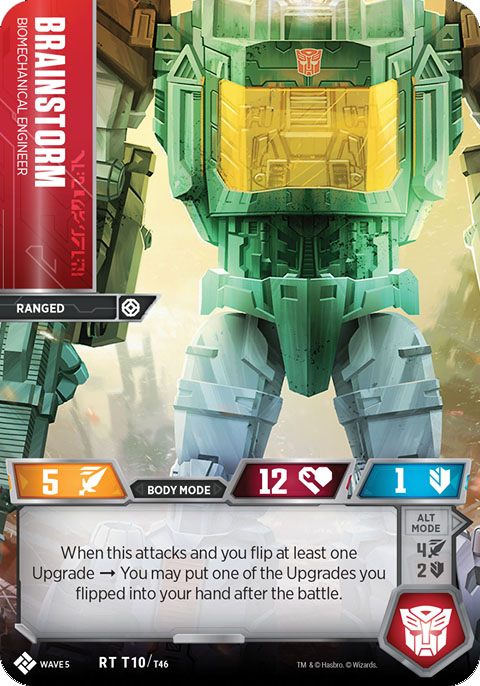 BRAINSTORM
BIOMECHANICAL ENGINEER
RANGED
5
BODY MODE
12
1
When this attacks and you flip at least one
Upgrade → You may put one of the Upgrades you
flipped into your hand after the battle.
ALT
MODE
4
2
WAVE 5
RT T10/T46
TM & © Hasbro. © Wizards.